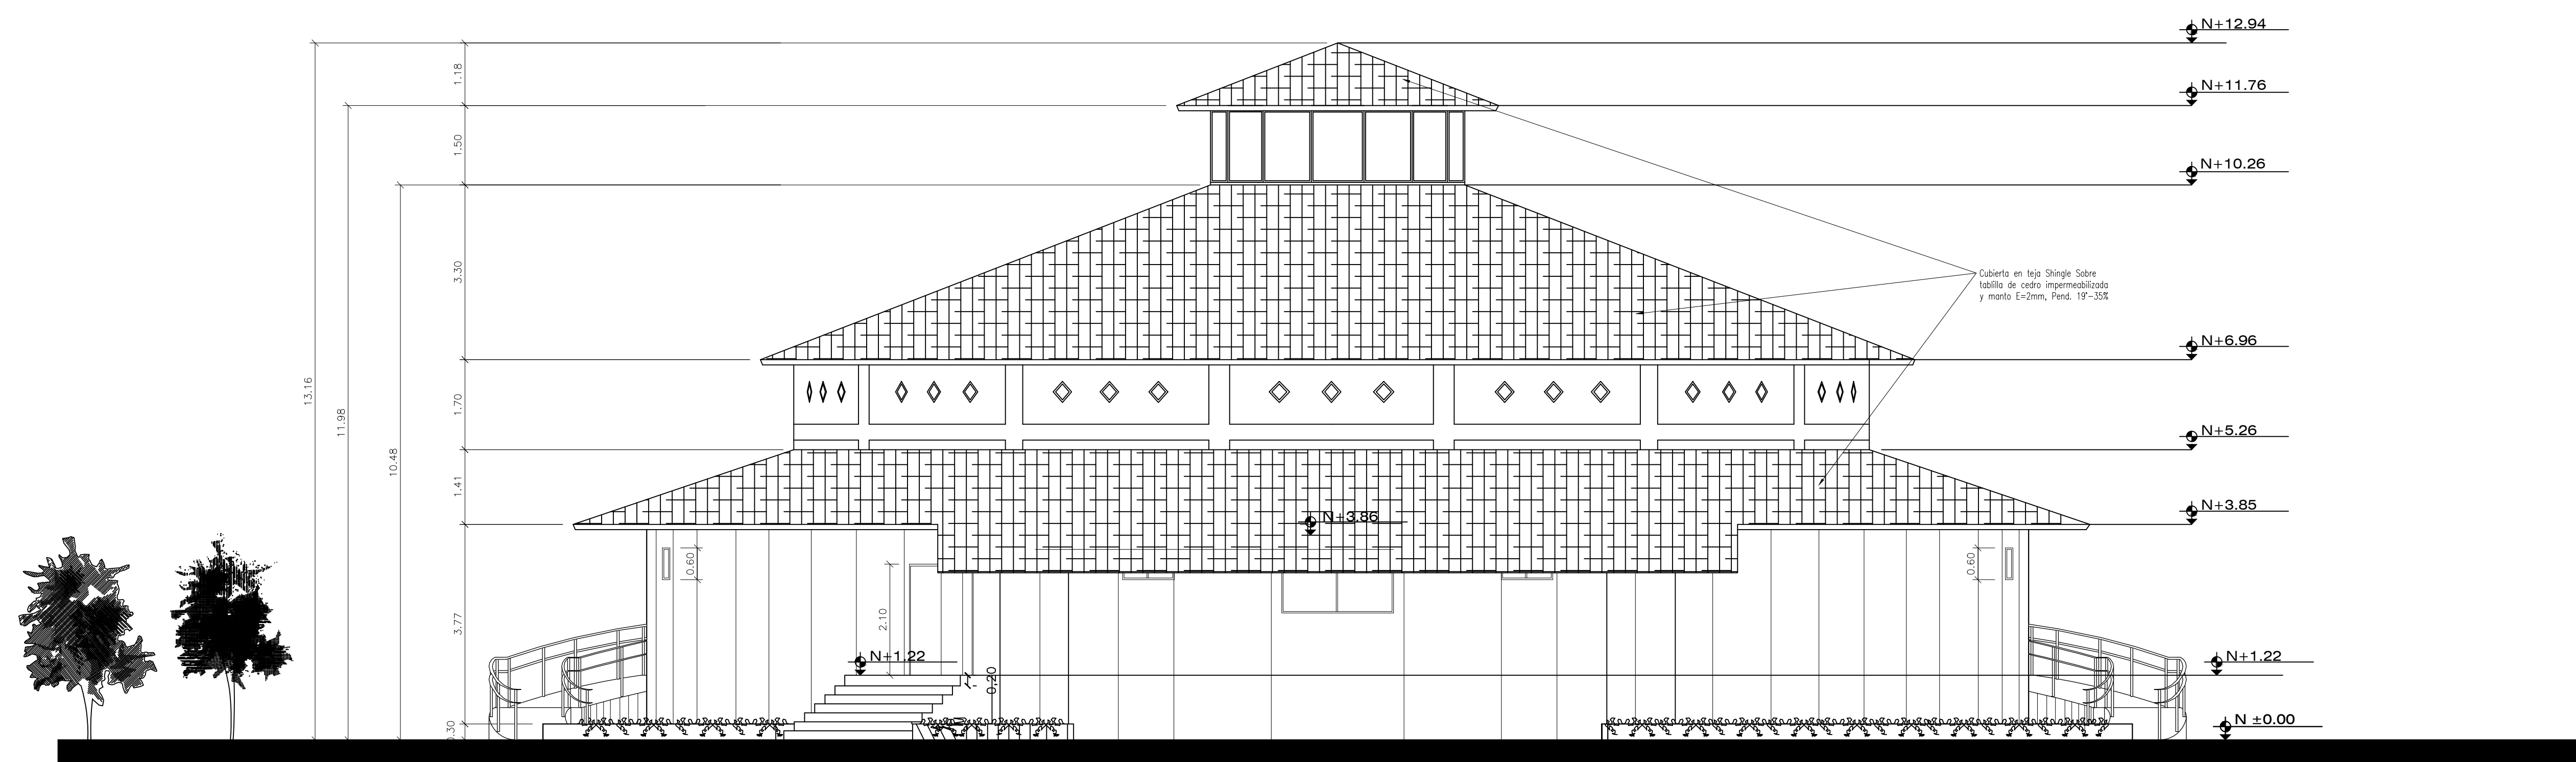 N+12.94
1.18
N+11.76
1.50
N+10.26
3.30
Cubierta en teja Shingle Sobre
tablilla de cedro impermeabilizada
y manto E=2mm, Pend. 19°-35%
N+6.96
13.16
11.98
10.48
1.70
N+5.26
1.41
N+3.85
N+3.86
0.60
0.60
2.10
3.77
N+1.22
0.20
N+1.22
0.30
N ±0.00